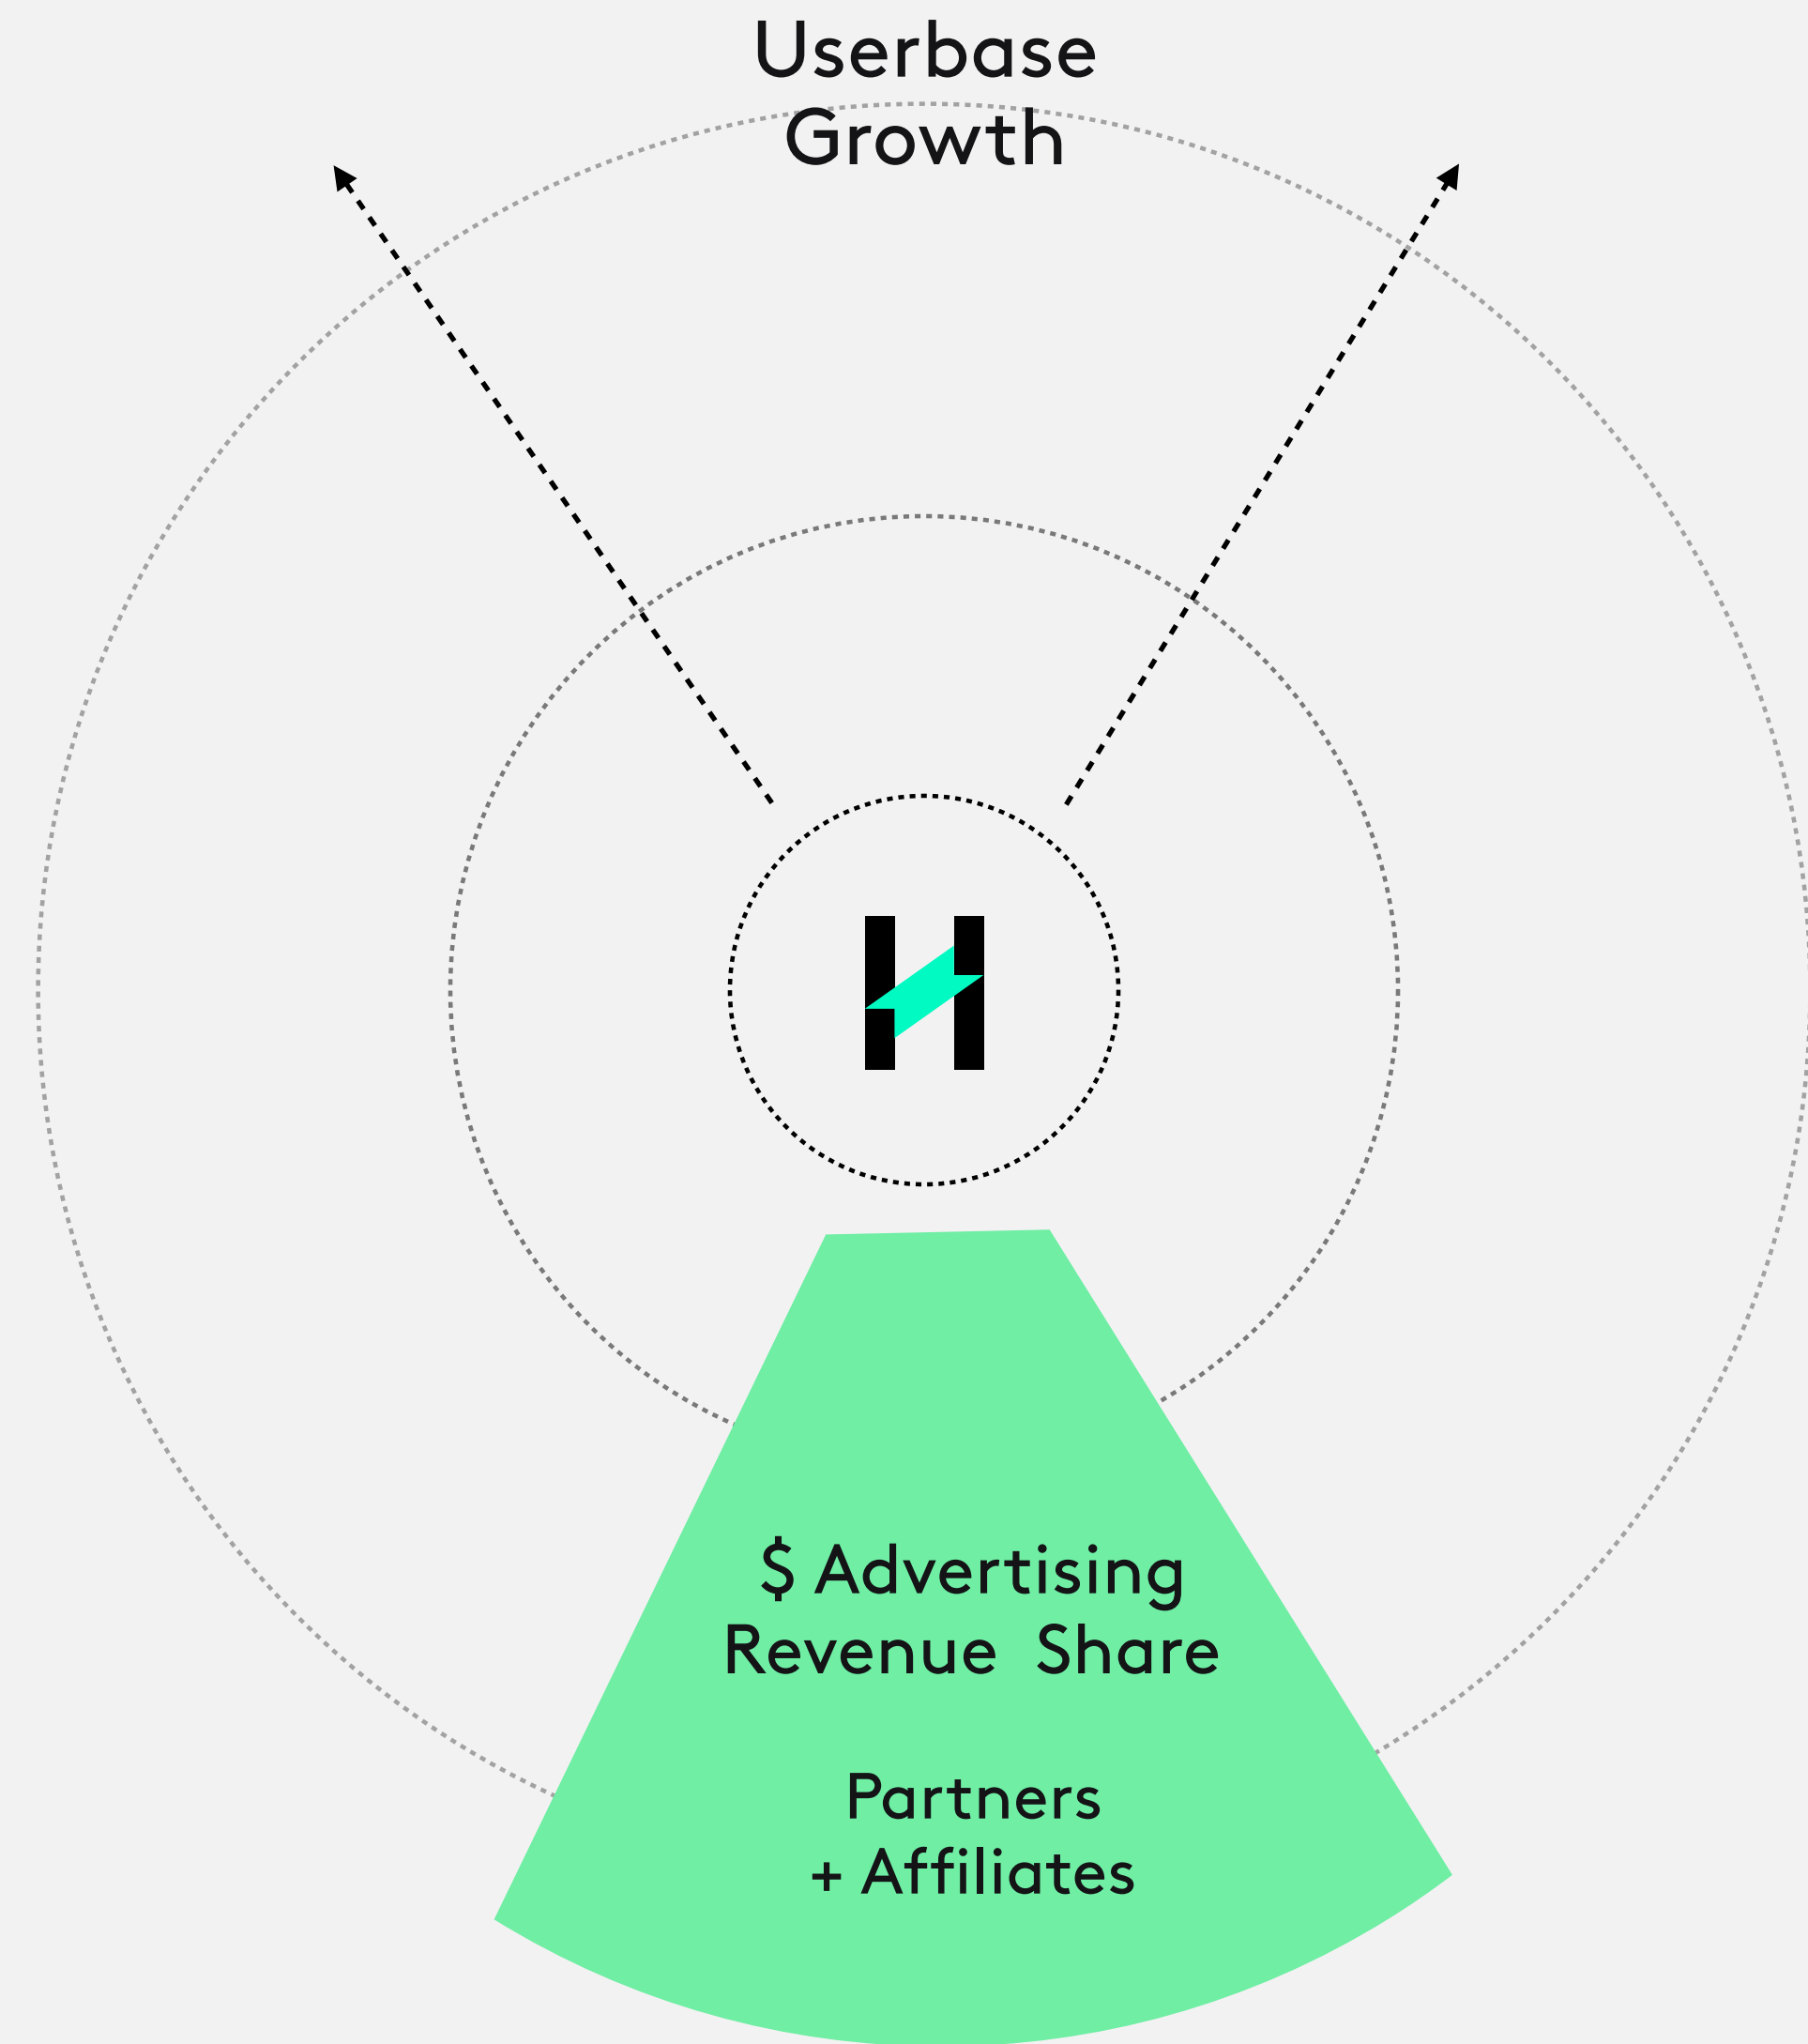 Userbase
Growth
H
$ Advertising
Revenue Share
Partners
+ Affiliates